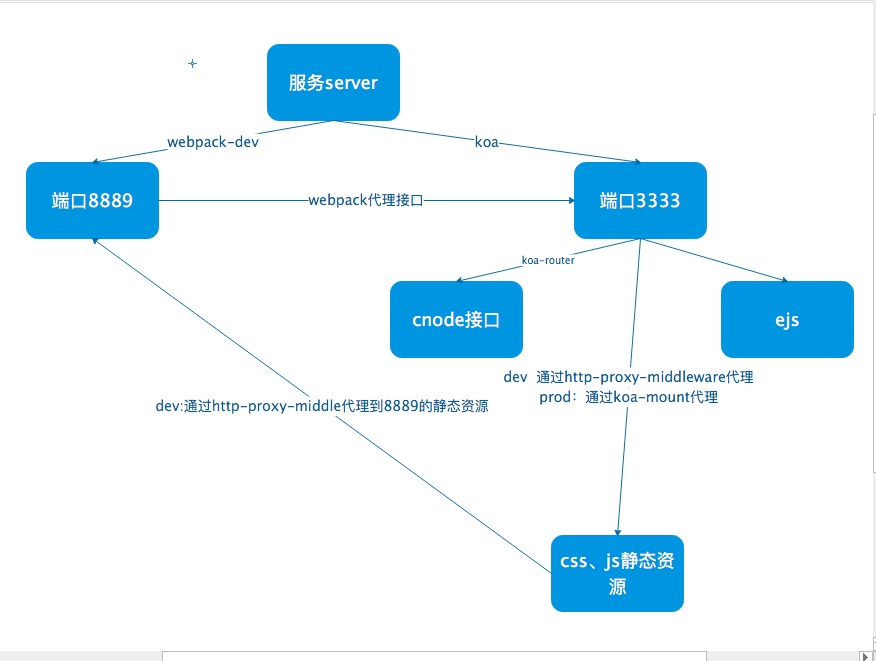 服务server
webpack-dev
koa
端口8889
webpack代理接口
端口3333
koa-router
cnode接口
ejs
dev 通过http-proxy-middleware代理
prod：通过koa-mount代理
dev:通过http-proxy-middle代理到8889的静态资源
css、js静态资
源